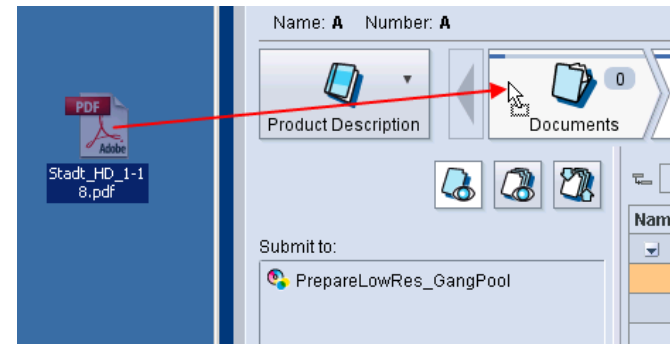 Name: A Number: A
PDF
Adobe
Stadt_HD_1-1
8.pdf
Product Description
0
Documents
Nam
Submit to:
PrepareLowRes_GangPool